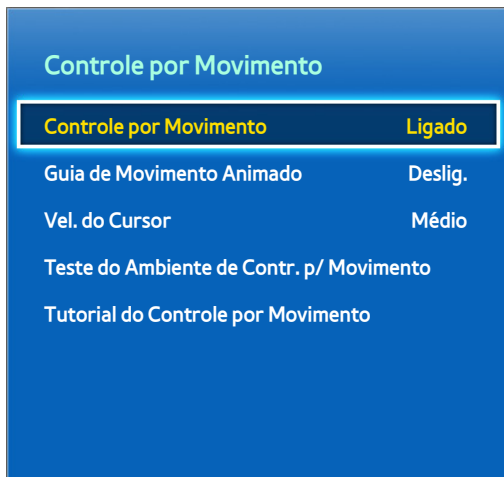 Controle por Movimento
Controle por Movimento Ligado
Guia de Movimento Animado Deslig.
Vel. do Cursor Médio
Teste do Ambiente de Contr. p/ Movimento
Tutorial do Controle por Movimento